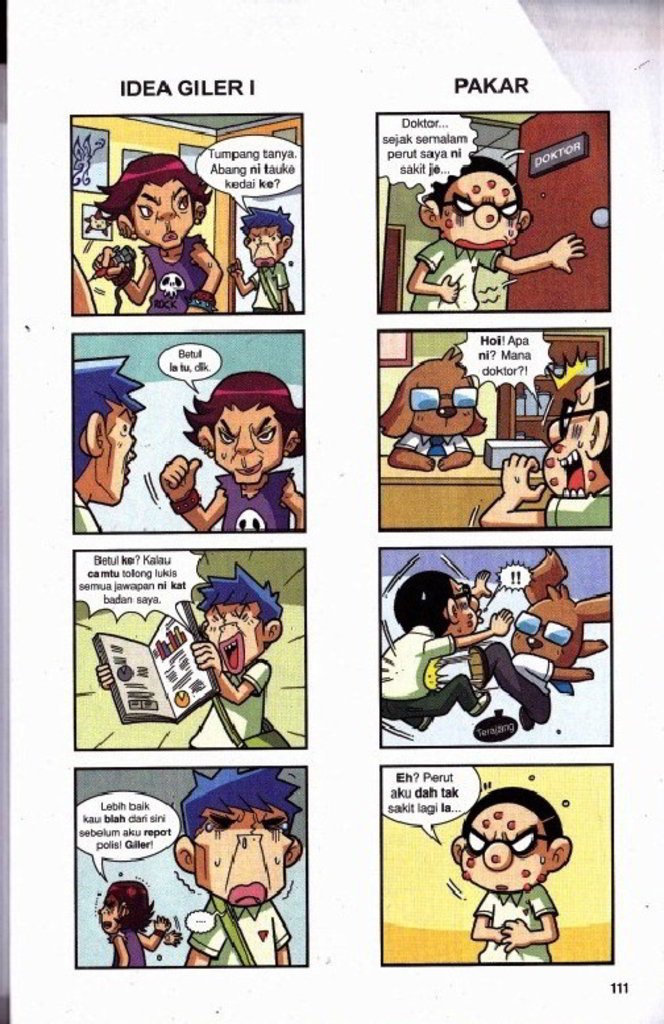 IDEA GILER I
Tumpang tanya.
Abang ni tauke
kedai ke?
ROCK
Betul
la tu, dik.
Betul ke? Kalau
camtu tolong lukis
semua jawapan ni kat
badan saya.
Lebih baik
kau blah dari sini
sebelum aku repot
polis! Giler!
......
PAKAR
Doktor...
sejak semalam
perut saya ni
sakit je...
DOKTOR
Hoi! Apa
ni? Mana
doktor?!
!!
Terajang
Eh? Perut
aku dah tak
sakit lagi la...
111